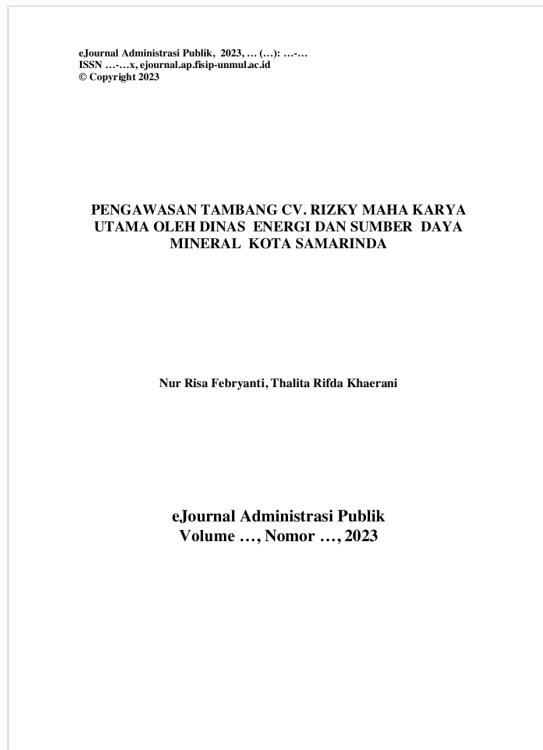 eJournal Administrasi Publik, 2023, … (…): …-…
ISSN …-…x, ejournal.ap.fisip-unmul.ac.id
© Copyright 2023
PENGAWASAN TAMBANG CV. RIZKY MAHA KARYA
UTAMA OLEH DINAS ENERGI DAN SUMBER DAYA
MINERAL KOTA SAMARINDA
Nur Risa Febryanti, Thalita Rifda Khaerani
eJournal Administrasi Publik
Volume …, Nomor …, 2023